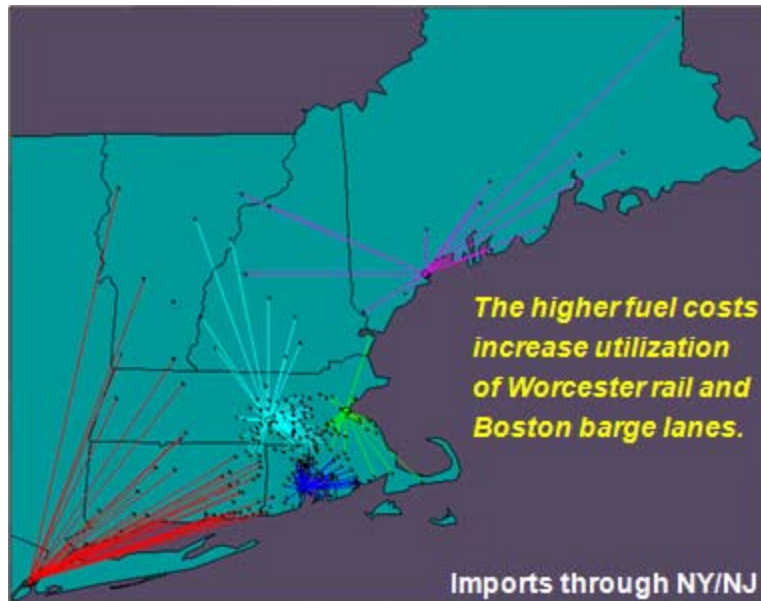 The higher fuel costs
increase utilization
of Worcester rail and
Boston barge lanes.
Imports through NY/NJ